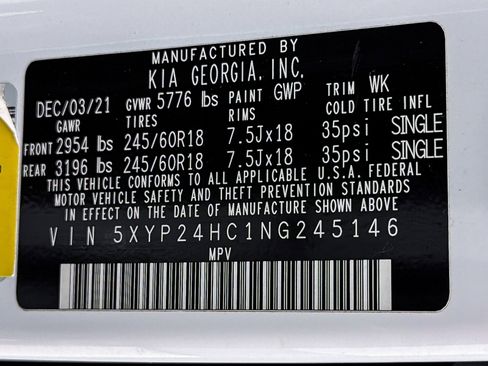 MANUFACTURED BY
KIA GEORGIA, INC.
DEC/03/21 GVWR 5776 lbs PAINT GWP TRIM WK
GAWR TIRES RIMS COLD TIRE INFL
FRONT 2954 lbs 245/60R18 7.5Jx18 35psi SINGLE
REAR 3196 lbs 245/60R18 7.5Jx18 35psi SINGLE
THIS VEHICLE CONFORMS TO ALL APPLICABLE U.S.A. FEDERAL
MOTOR VEHICLE SAFETY AND THEFT PREVENTION STANDARDS
IN EFFECT ON THE DATE OF MANUFACTURE SHOWN ABOVE.
VIN 5XYP24HC1NG245146
MPV